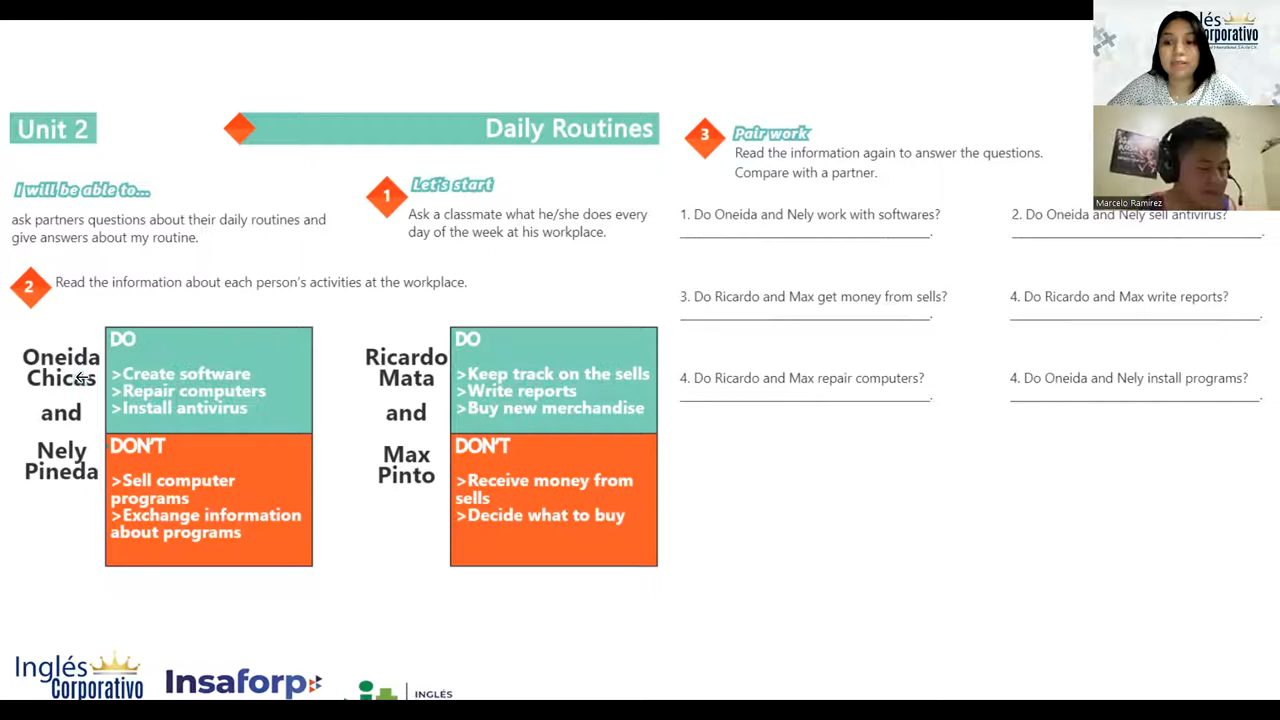 Unit 2
Daily Routines
I will be able to...
ask partners questions about their daily routines and
give answers about my routine.
1
Let's start
Ask a classmate what he/she does every
day of the week at his workplace.
2
Read the information about each person's activities at the workplace.
Oneida
Chicas
and
Nely
Pineda
DO
>Create software
>Repair computers
>Install antivirus
DON'T
>Sell computer
programs
>Exchange information
about programs
Ricardo
Mata
and
Max
Pinto
DO
>Keep track on the sells
>Write reports
>Buy new merchandise
DON'T
>Receive money from
sells
>Decide what to buy
3
Pair work
Read the information again to answer the questions.
Compare with a partner.
1. Do Oneida and Nely work with softwares?
2. Do Oneida and Nely sell antivirus?
3. Do Ricardo and Max get money from sells?
4. Do Ricardo and Max write reports?
4. Do Ricardo and Max repair computers?
4. Do Oneida and Nely install programs?
Marcelo Ramirez
Inglés
Corporativo
Insaforp
INGLÉS
lés
orporativo